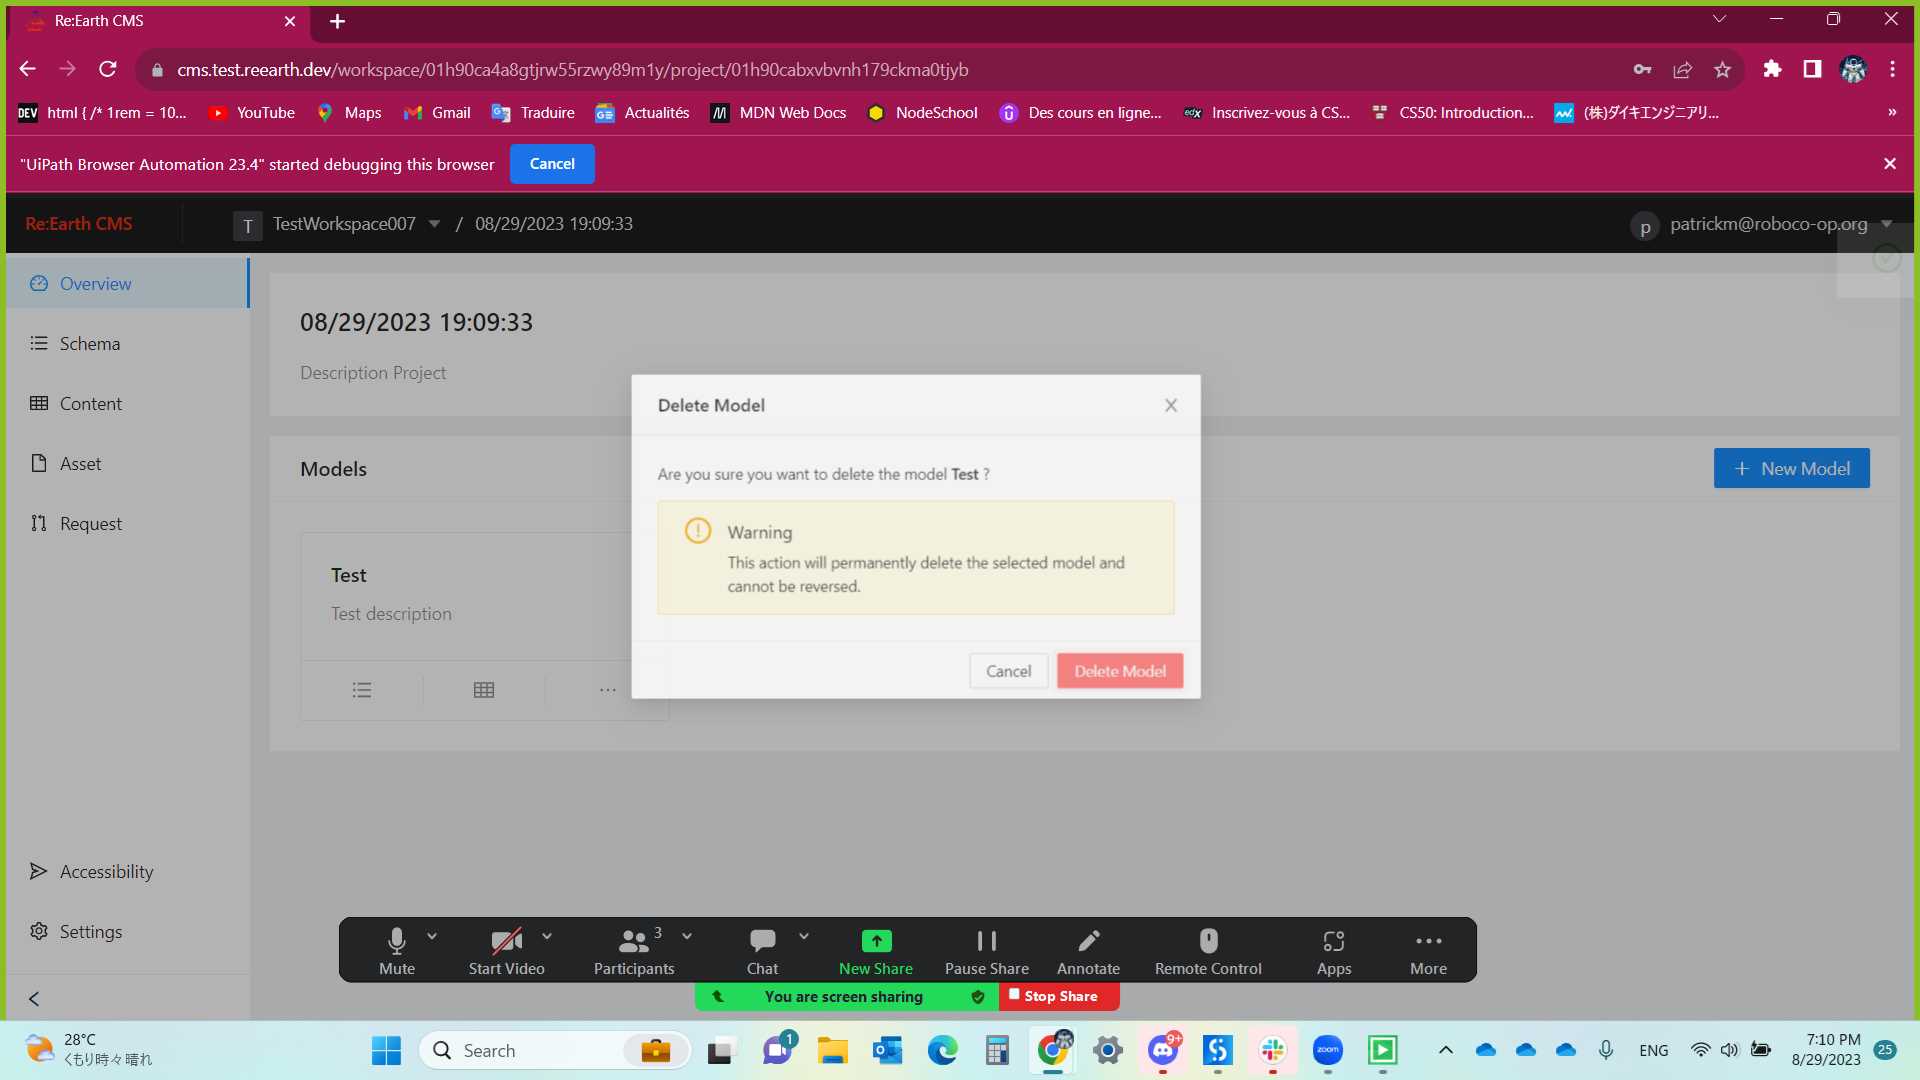 Re:Earth CMS
cms.test.reearth.dev/workspace/01h90ca4a8gtjrw55rzwy89m1y/project/01h90cabxvbvnh179ckma0tjyb
DEV html { /* 1rem = 10... YouTube Maps Gmail Traduire Actualités MDN Web Docs NodeSchool Des cours en ligne... edX Inscrivez-vous à CS... CS50: Introduction... (株)ダイキエンジニアリ... »
"UiPath Browser Automation 23.4" started debugging this browser Cancel
Re:Earth CMS T TestWorkspace007 / 08/29/2023 19:09:33 p patrickm@roboco-op.org
Overview
Schema
Content
Asset
Request
Accessibility
Settings
08/29/2023 19:09:33
Description Project
Models
New Model
Test
Test description
Delete Model
Are you sure you want to delete the model Test ?
Warning
This action will permanently delete the selected model and
cannot be reversed.
Cancel Delete Model
3
Mute Start Video Participants Chat New Share Pause Share Annotate Remote Control Apps More
You are screen sharing Stop Share
28°C
くもり時々晴れ
Search
1
9+
zoom
ENG
7:10 PM
8/29/2023
25